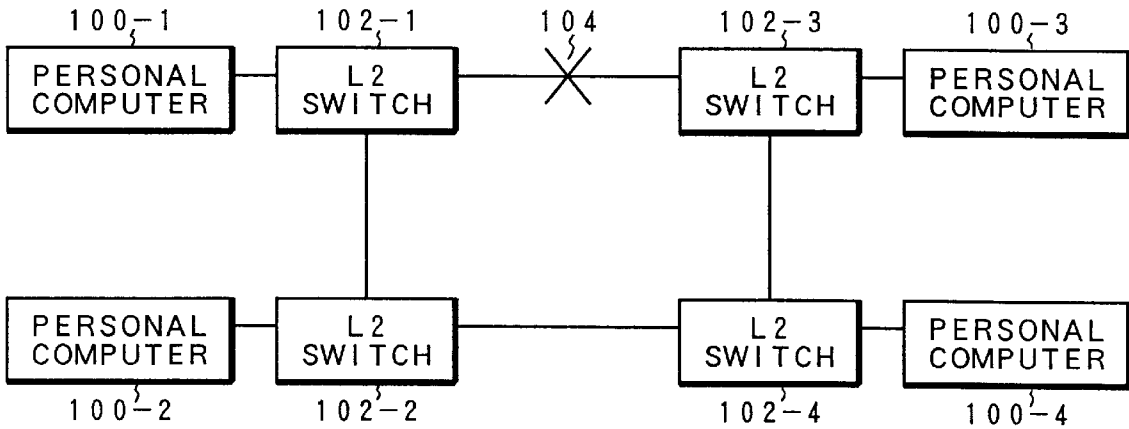 100-1 102-1 104 102-3 100-3
PERSONAL COMPUTER
L2 SWITCH
L2 SWITCH
PERSONAL COMPUTER
PERSONAL COMPUTER
L2 SWITCH
L2 SWITCH
PERSONAL COMPUTER
100-2 102-2 102-4 100-4